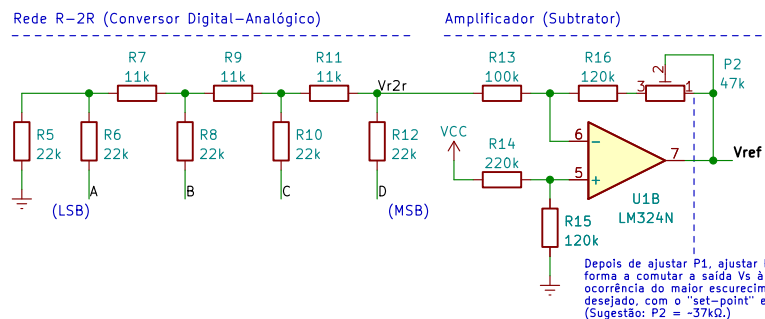 Rede R-2R (Conversor Digital-Analógico)
Amplificador (Subtrator)
R7
11k
R9
11k
R11
11k
Vr2r
R13
100k
R16
120k
2
3
1
P2
47k
R5
22k
R6
22k
R8
22k
R10
22k
R12
22k
A
B
C
D
(LSB)
(MSB)
VCC
R14
220k
6
5
7
-
+
Vref
U1B
LM324N
R15
120k
Depois de ajustar P1, ajustar
forma a comutar a saída Vs à
ocorrência do maior
desejado, com o "set-point"
(Sugestão: P2 = ~37kΩ.)